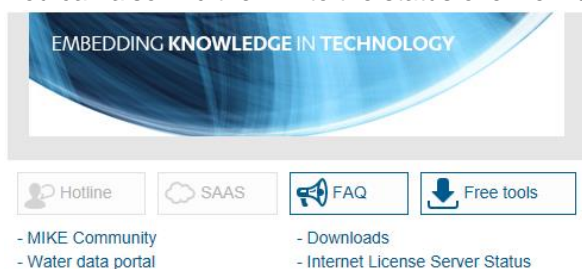 EMBEDDING KNOWLEDGE IN TECHNOLOGY
Hotline
SAAS
FAQ
Free tools
- MIKE Community
- Downloads
- Water data portal
- Internet License Server Status